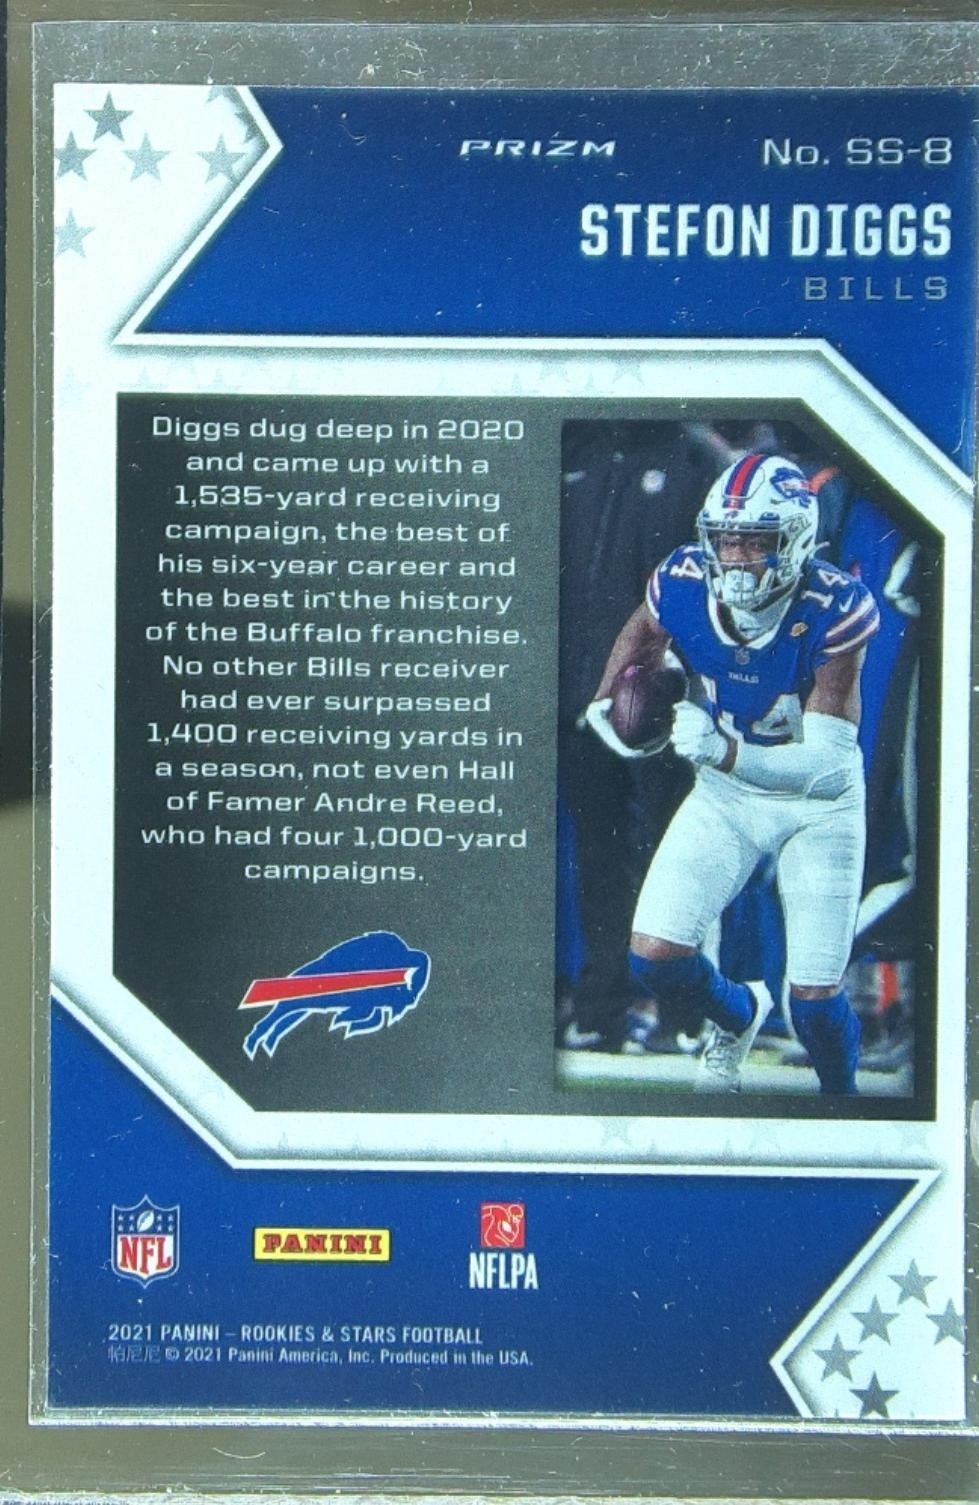 PRIZM
No. SS-8
STEFON DIGGS
BILLS
Diggs dug deep in 2020
and came up with a
1,535-yard receiving
campaign, the best of
his six-year career and
the best in the history
of the Buffalo franchise.
No other Bills receiver
had ever surpassed
1,400 receiving yards in
a season, not even Hall
of Famer Andre Reed,
who had four 1,000-yard
campaigns.
14
14
BILLS
14
NFL
PANINI
NFLPA
2021 PANINI – ROOKIES & STARS FOOTBALL
帕尼尼 © 2021 Panini America, Inc. Produced in the USA.